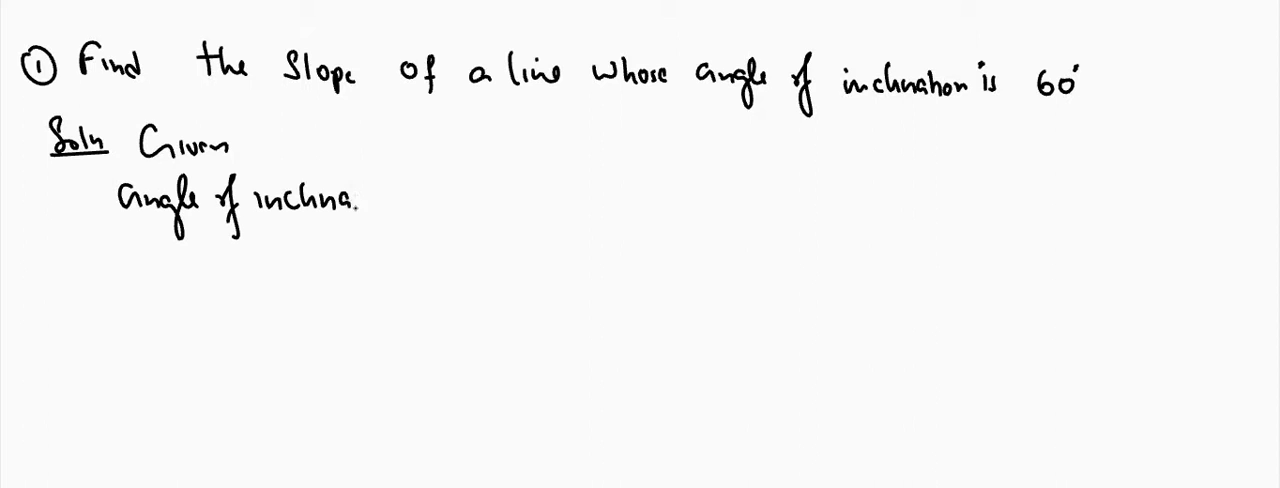 ① Find the slope of a line whose angle of inclination is 60°
Soln Given
angle of inclina